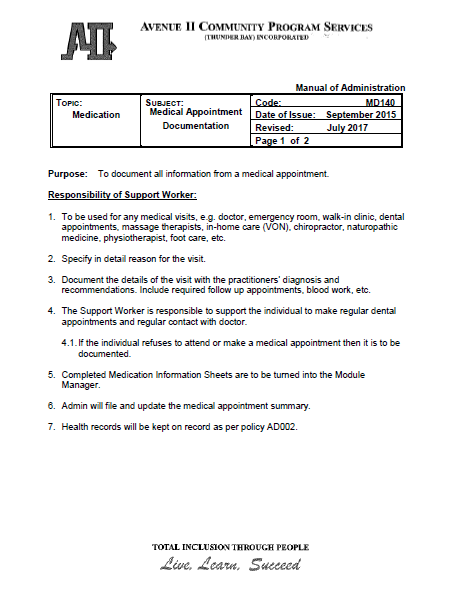 AII
AVENUE II COMMUNITY PROGRAM SERVICES
(THUNDER BAY) INCORPORATED
Manual of Administration
TOPIC:
Medication
SUBJECT:
Medical Appointment
Documentation
Code: MD140
Date of Issue: September 2015
Revised: July 2017
Page 1 of 2
Purpose: To document all information from a medical appointment.
Responsibility of Support Worker:
1. To be used for any medical visits, e.g. doctor, emergency room, walk-in clinic, dental
appointments, massage therapists, in-home care (VON), chiropractor, naturopathic
medicine, physiotherapist, foot care, etc.
2. Specify in detail reason for the visit.
3. Document the details of the visit with the practitioners' diagnosis and
recommendations. Include required follow up appointments, blood work, etc.
4. The Support Worker is responsible to support the individual to make regular dental
appointments and regular contact with doctor.
4.1. If the individual refuses to attend or make a medical appointment then it is to be
documented.
5. Completed Medication Information Sheets are to be turned into the Module
Manager.
6. Admin will file and update the medical appointment summary.
7. Health records will be kept on record as per policy AD002.
TOTAL INCLUSION THROUGH PEOPLE
Live, Learn, Succeed